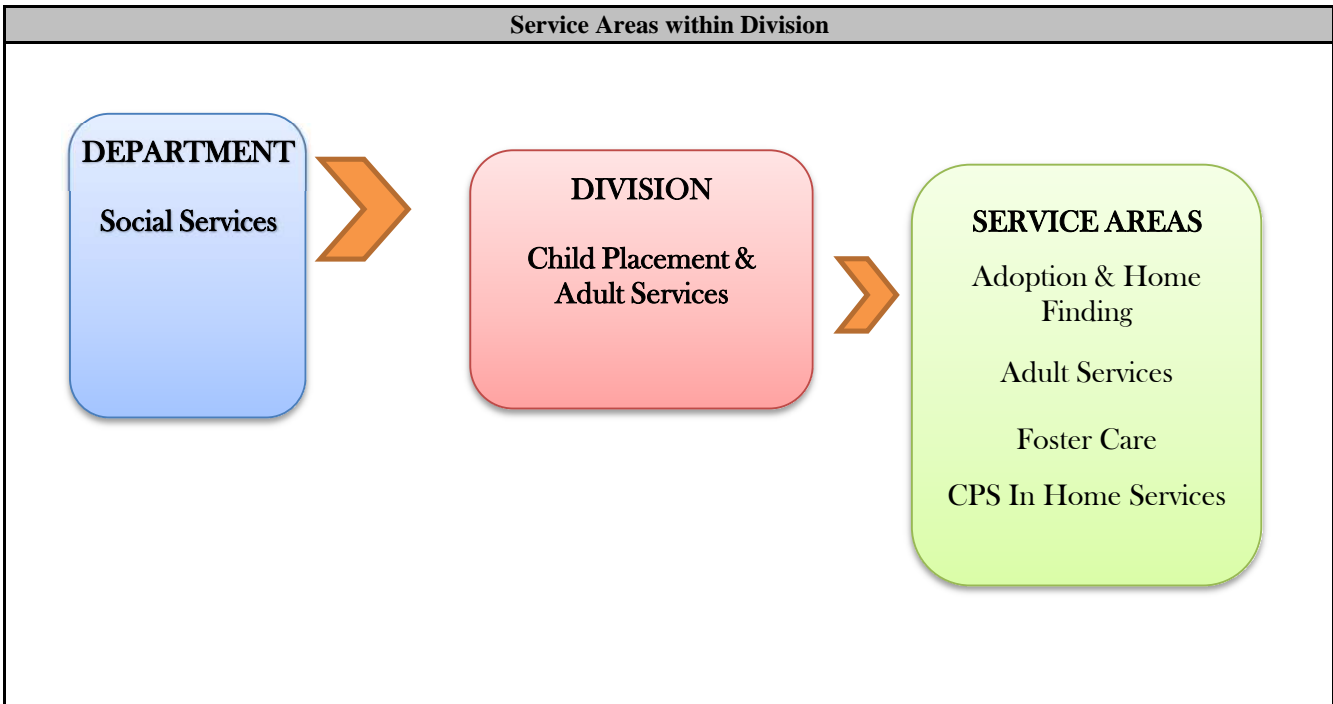 Service Areas within Division
DEPARTMENT
Social Services
DIVISION
Child Placement &
Adult Services
SERVICE AREAS
Adoption & Home
Finding
Adult Services
Foster Care
CPS In Home Services